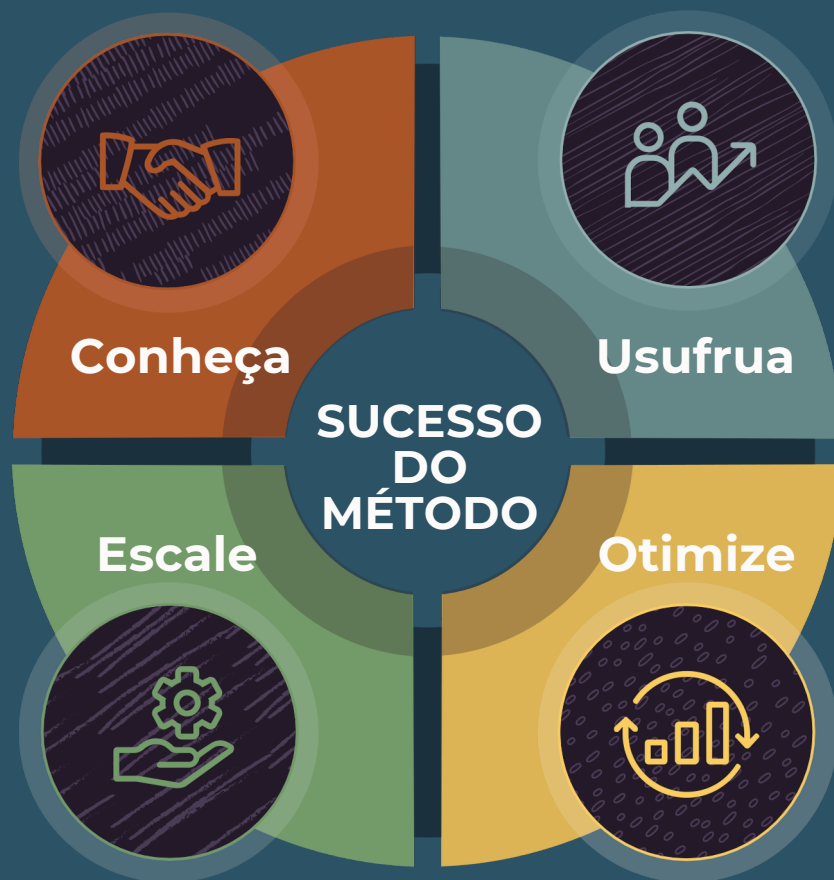 Conheça
Usufrua
SUCESSO
DO
MÉTODO
Escale
Otimize